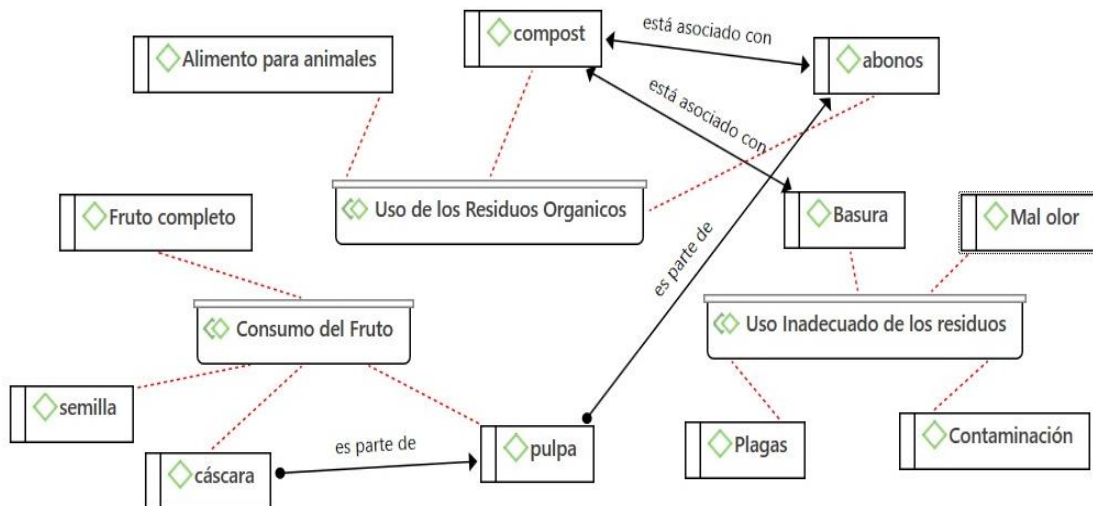 compost
está asociado con
Alimento para animales
abonos
está asociado con
Uso de los Residuos Organicos
Fruto completo
Basura
Mal olor
es parte de
Consumo del Fruto
Uso Inadecuado de los residuos
semilla
es parte de
pulpa
Plagas
Contaminación
cáscara